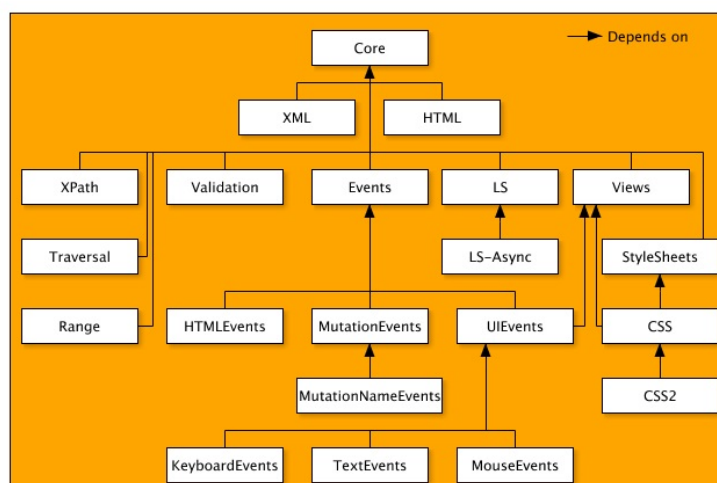 Core
Depends on
XML
HTML
XPath
Validation
Events
LS
Views
Traversal
LS-Async
StyleSheets
Range
HTMLEvents
MutationEvents
UIEvents
CSS
MutationNameEvents
CSS2
KeyboardEvents
TextEvents
MouseEvents